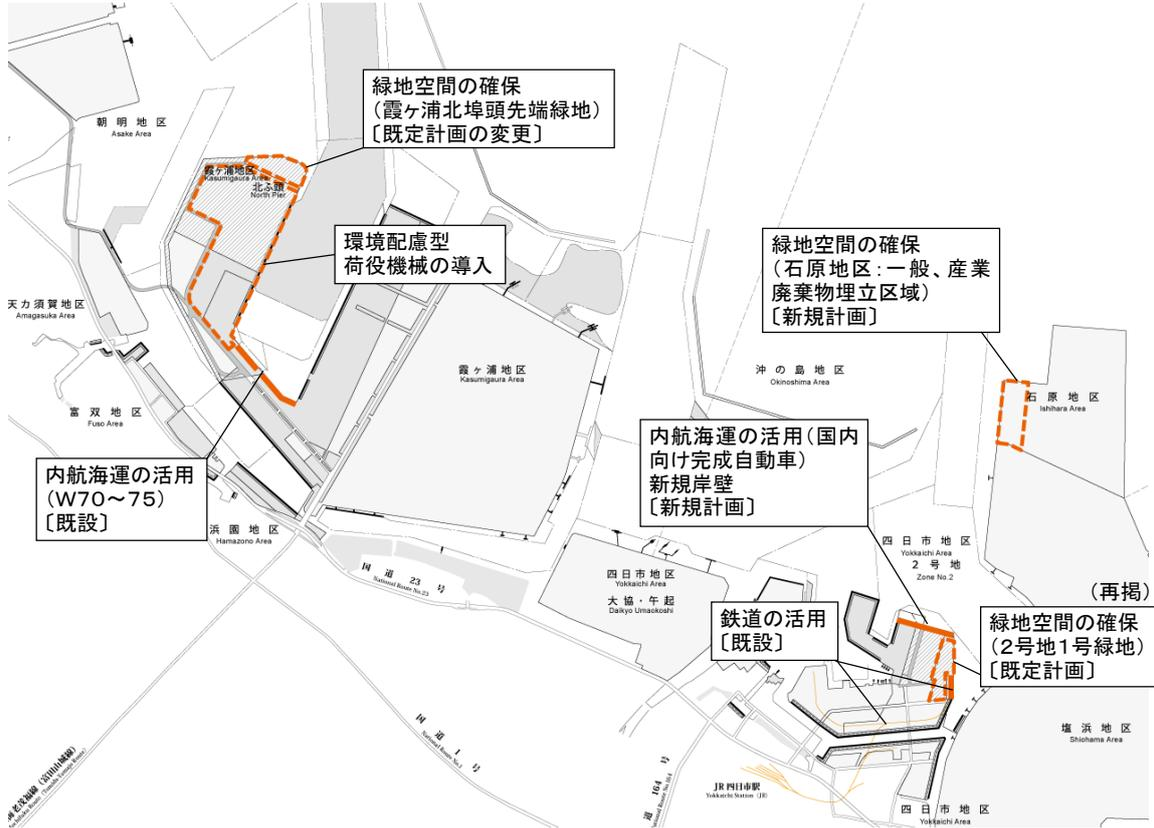 朝明地区
Asake Area
緑地空間の確保
（霞ヶ浦北埠頭先端緑地）
〔既定計画の変更〕
霞ヶ浦地区
Kasumigaura Area
北ふ頭
North Pier
環境配慮型
荷役機械の導入
緑地空間の確保
（石原地区：一般、産業
廃棄物埋立区域）
〔新規計画〕
天カ須賀地区
Amagasuka Area
霞ヶ浦地区
Kasumigaura Area
沖の島地区
Okinoshima Area
石原地区
Ishihara Area
富双地区
Fuso Area
内航海運の活用（国内
向け完成自動車）
新規岸壁
〔新規計画〕
内航海運の活用
（W70～75）
〔既設〕
浜園地区
Hamazono Area
国道23号
National Route No.23
四日市地区
Yokkaichi Area
2号地
Zone No.2
四日市地区
Yokkaichi Area
大協・午起
Daikyo Umaokoshi
（再掲）
鉄道の活用
〔既設〕
緑地空間の確保
（2号地1号緑地）
〔既定計画〕
塩浜地区
Shiohama Area
国道1号
National Route No.1
JR四日市駅
Yokkaichi Station (JR)
道164号
National Route No.164
四日市地区
Yokkaichi Area